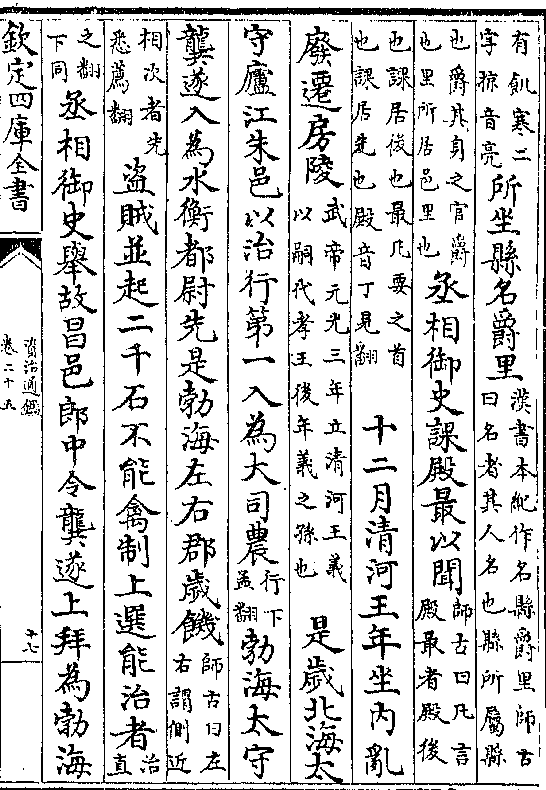 有飢寒二
字掠音亮
所坐縣名爵里
漢書本紀作名縣爵里師古
曰名者其人名也縣所屬縣
也爵其身之官爵
也里所居邑里也
丞相御史課殿最以聞
師古曰凡言
殿最者殿後
也課居後也最凡要之首
也課居先也殿音丁見翻
十二月清河王年坐内亂
廢遷房陵
武帝元光三年立清河王義
以嗣代孝王後年義之孫也
是歲北海太
守廬江朱邑以治行第一入為大司農
行下
孟翻
勃海太守
龔遂入為水衡都尉先是勃海左右郡歲饑
師古曰左
右謂側近
相次者先
悉薦翻
盜賊並起二千石不能禽制上選能治者
治
直
之翻
下同
丞相御史舉故昌邑郎中令龔遂上拜為勃海
欽定四庫全書
資治通鑑
卷二十五
十七